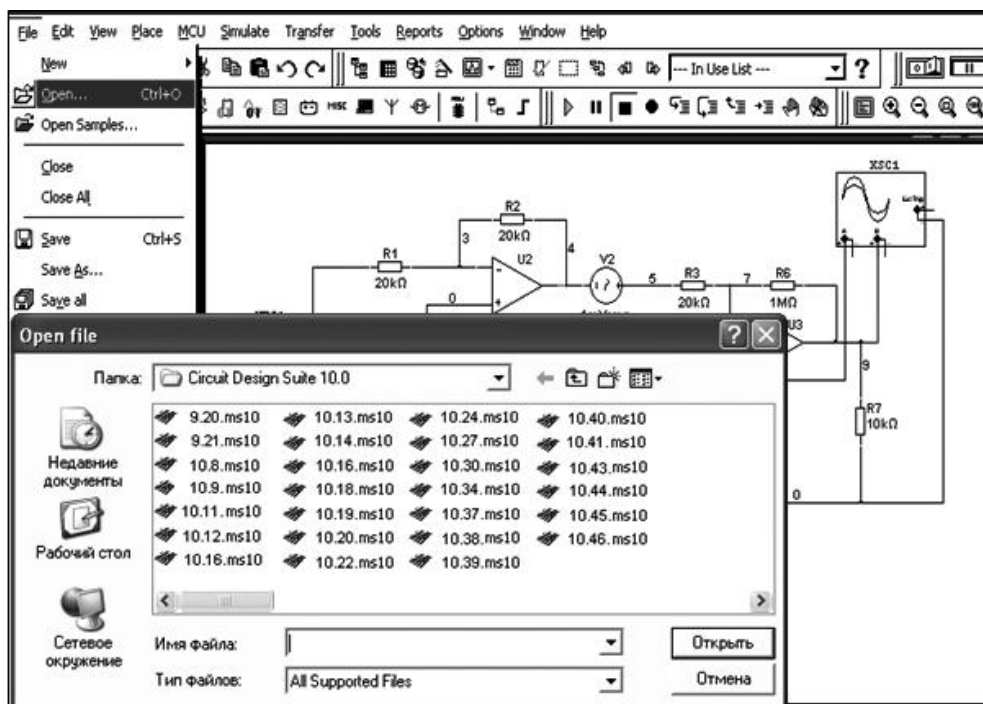 File Edit View Place MCU Simulate Transfer Tools Reports Options Window Help
New
--- In Use List --- ?
Open... Ctrl+O
MISC
Open Samples...
Close
Close All
Save Ctrl+S
Save As...
Save all
XSC1
Ext Trig
A B
R2
20kΩ
3
4
R1
20kΩ
U2
0
V2
5
R3
20kΩ
7
R6
1MΩ
U3
9
R7
10kΩ
0
Open file
Папка: Circuit Design Suite 10.0
Недавние
документы
Рабочий стол
Сетевое
окружение
9.20.ms10 10.13.ms10 10.24.ms10 10.40.ms10
9.21.ms10 10.14.ms10 10.27.ms10 10.41.ms10
10.8.ms10 10.16.ms10 10.30.ms10 10.43.ms10
10.9.ms10 10.18.ms10 10.34.ms10 10.44.ms10
10.11.ms10 10.19.ms10 10.37.ms10 10.45.ms10
10.12.ms10 10.20.ms10 10.38.ms10 10.46.ms10
10.16.ms10 10.22.ms10 10.39.ms10
Имя файла:
Открыть
Тип файлов: All Supported Files
Отмена